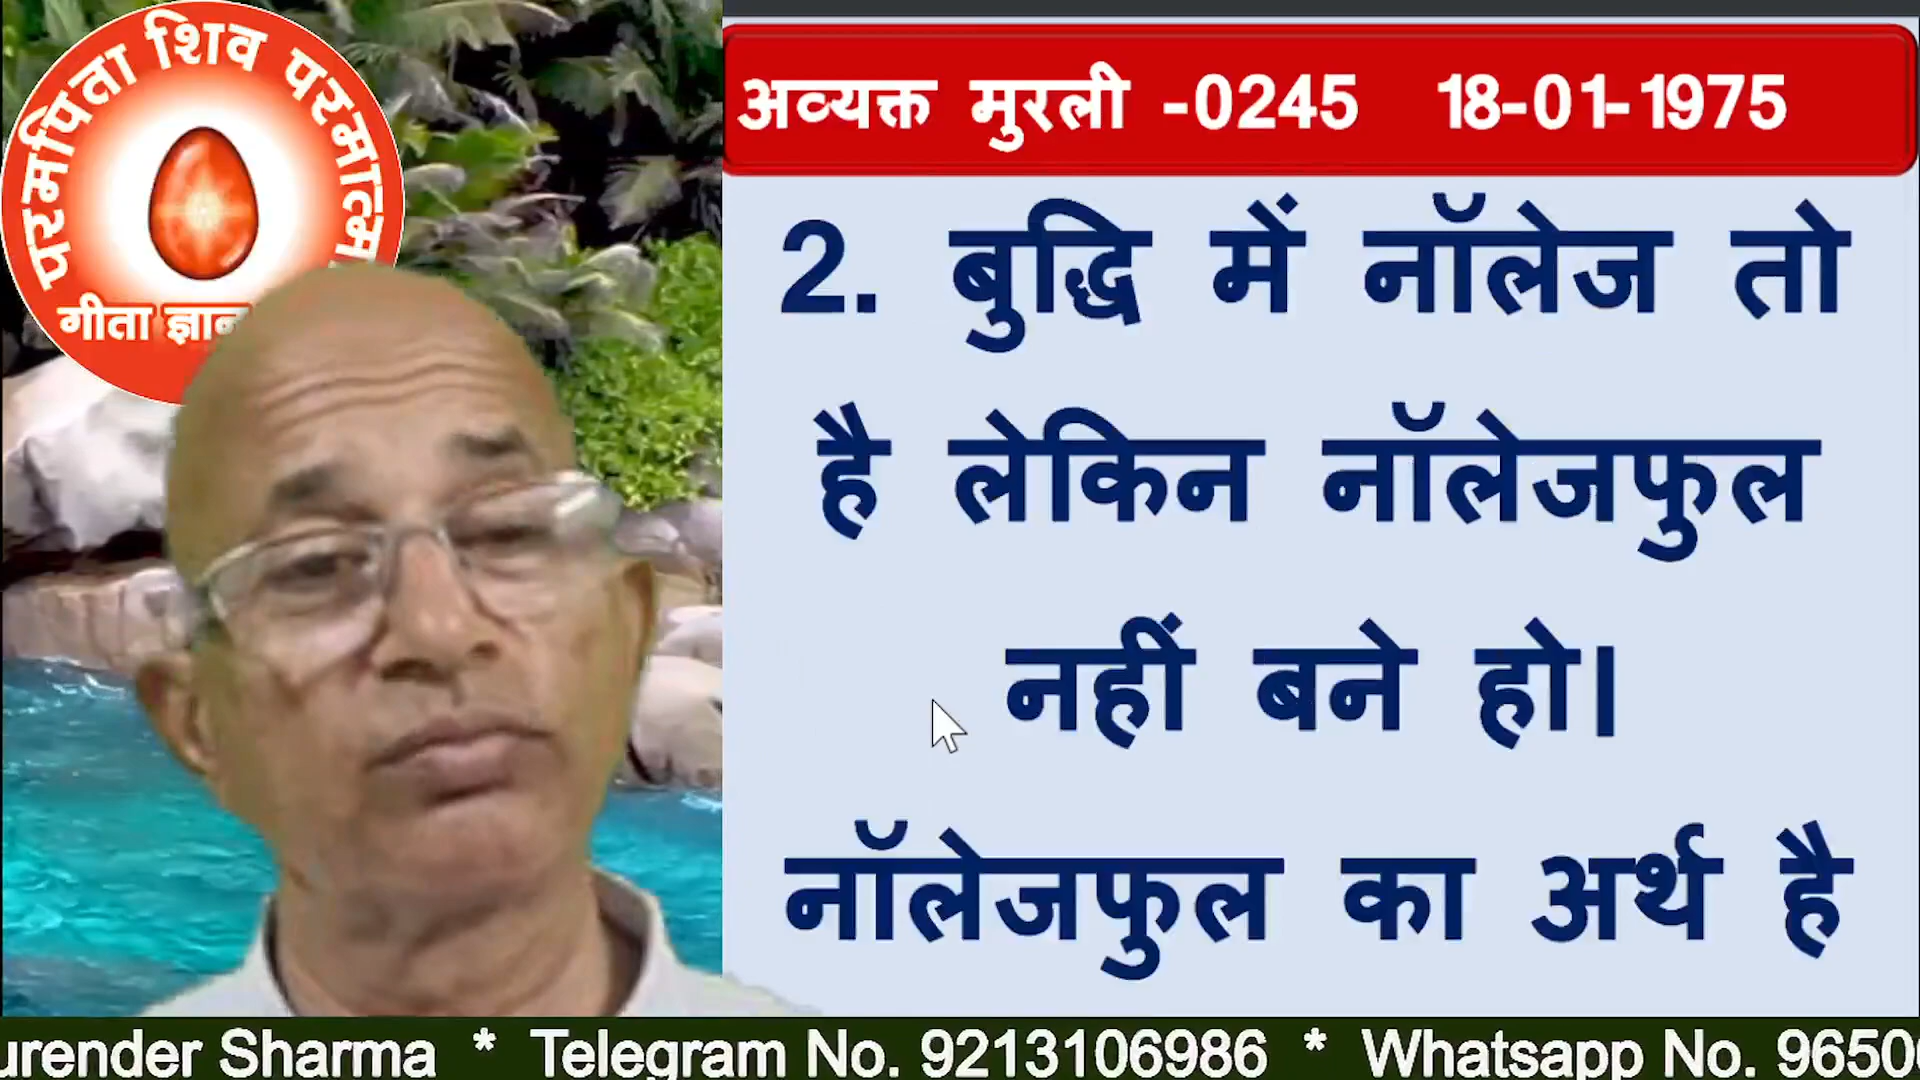 परमपिता शिव परमात्म
गीता ज्ञान
अव्यक्त मुरली -0245 18-01-1975
2. बुद्धि में नॉलेज तो
है लेकिन नॉलेजफुल
नहीं बने हो।
नॉलेजफुल का अर्थ है
urender Sharma * Telegram No. 9213106986 * Whatsapp No. 9650